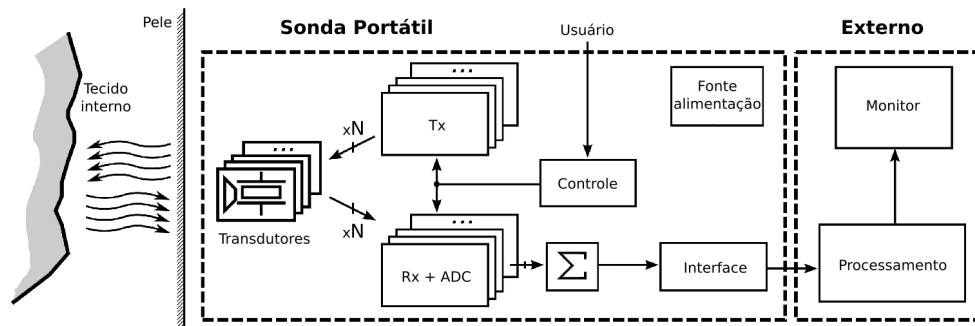 Pele
Sonda Portátil
Usuário
Externo
Tecido
interno
...
Tx
xN
Fonte
alimentação
Monitor
...
Controle
Transdutores
xN
...
Rx + ADC
Σ
Interface
Processamento